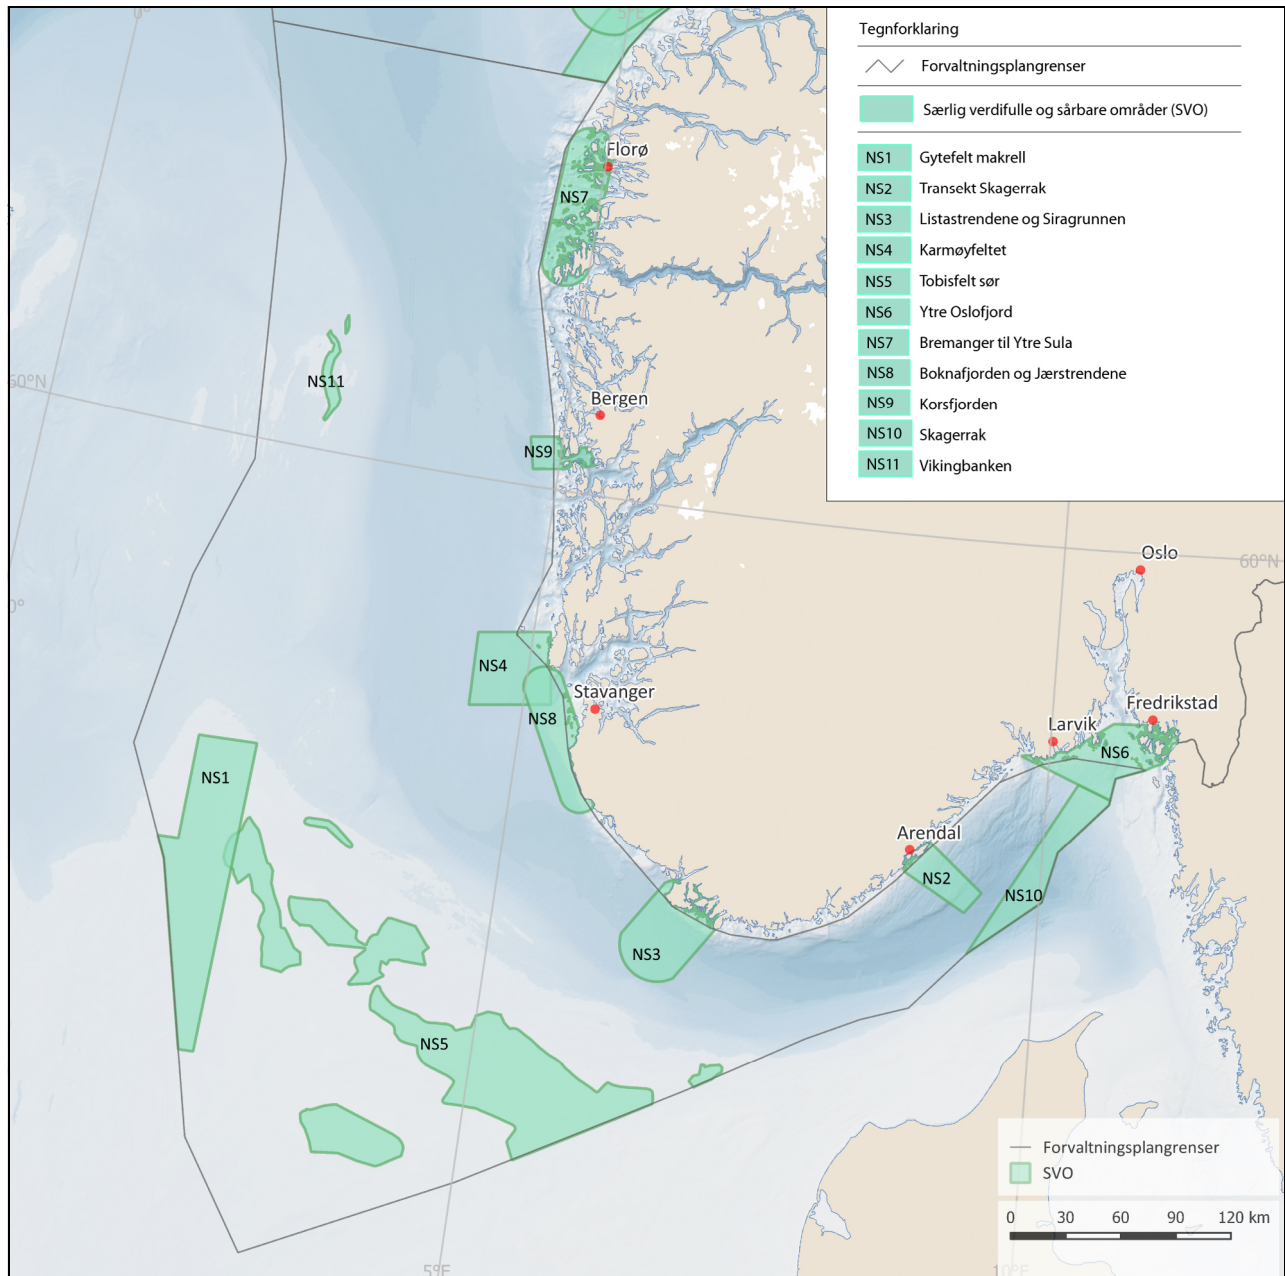 Tegnforklaring
Forvaltningsplangrenser
Særlig verdifulle og sårbare områder (SVO)
NS1 Gytefelt makrell
NS2 Transekt Skagerrak
NS3 Listastrendene og Siragrunnen
NS4 Karmøyfeltet
NS5 Tobisfelt sør
NS6 Ytre Oslofjord
NS7 Bremanger til Ytre Sula
NS8 Boknafjorden og Jærstrendene
NS9 Korsfjorden
NS10 Skagerrak
NS11 Vikingbanken
0°
5°E
Florø
NS7
60°N
NS11
Bergen
NS9
Oslo
60°N
0°
NS4
Stavanger
NS8
Fredrikstad
Larvik
NS6
NS1
Arendal
NS2
NS10
NS3
NS5
Forvaltningsplangrenser
SVO
0 30 60 90 120 km
5°E
10°E